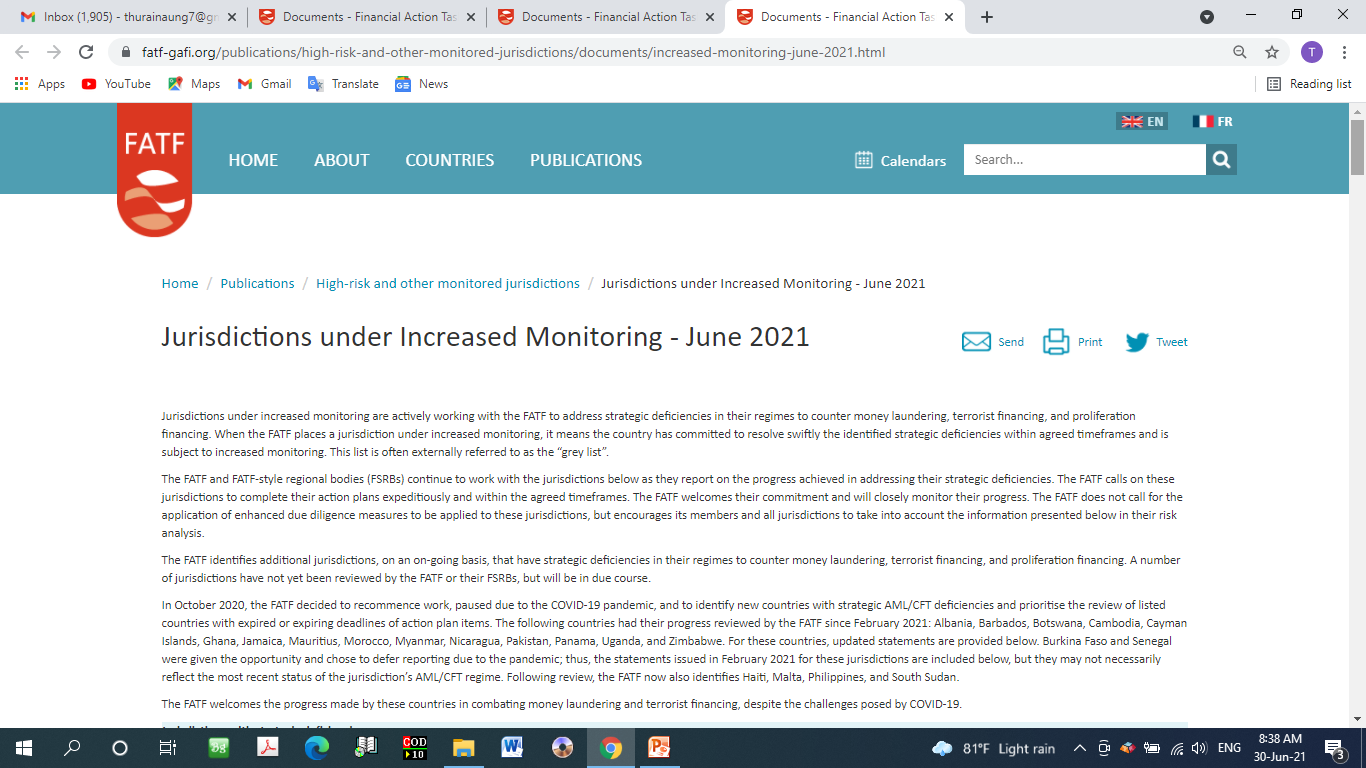 Inbox (1,905) - thurainaung7@gr
Documents - Financial Action Tas
Documents - Financial Action Tas
Documents - Financial Action Tas
fatf-gafi.org/publications/high-risk-and-other-monitored-jurisdictions/documents/increased-monitoring-june-2021.html
T
Apps YouTube Maps Gmail Translate News Reading list
EN FR
FATF
HOME ABOUT COUNTRIES PUBLICATIONS Calendars Search...
Home / Publications / High-risk and other monitored jurisdictions / Jurisdictions under Increased Monitoring - June 2021
Jurisdictions under Increased Monitoring - June 2021
Send Print Tweet
Jurisdictions under increased monitoring are actively working with the FATF to address strategic deficiencies in their regimes to counter money laundering, terrorist financing, and proliferation
financing. When the FATF places a jurisdiction under increased monitoring, it means the country has committed to resolve swiftly the identified strategic deficiencies within agreed timeframes and is
subject to increased monitoring. This list is often externally referred to as the “grey list”.
The FATF and FATF-style regional bodies (FSRBs) continue to work with the jurisdictions below as they report on the progress achieved in addressing their strategic deficiencies. The FATF calls on these
jurisdictions to complete their action plans expeditiously and within the agreed timeframes. The FATF welcomes their commitment and will closely monitor their progress. The FATF does not call for the
application of enhanced due diligence measures to be applied to these jurisdictions, but encourages its members and all jurisdictions to take into account the information presented below in their risk
analysis.
The FATF identifies additional jurisdictions, on an on-going basis, that have strategic deficiencies in their regimes to counter money laundering, terrorist financing, and proliferation financing. A number
of jurisdictions have not yet been reviewed by the FATF or their FSRBs, but will be in due course.
In October 2020, the FATF decided to recommence work, paused due to the COVID-19 pandemic, and to identify new countries with strategic AML/CFT deficiencies and prioritise the review of listed
countries with expired or expiring deadlines of action plan items. The following countries had their progress reviewed by the FATF since February 2021: Albania, Barbados, Botswana, Cambodia, Cayman
Islands, Ghana, Jamaica, Mauritius, Morocco, Myanmar, Nicaragua, Pakistan, Panama, Uganda, and Zimbabwe. For these countries, updated statements are provided below. Burkina Faso and Senegal
were given the opportunity and chose to defer reporting due to the pandemic; thus, the statements issued in February 2021 for these jurisdictions are included below, but they may not necessarily
reflect the most recent status of the jurisdiction’s AML/CFT regime. Following review, the FATF now also identifies Haiti, Malta, Philippines, and South Sudan.
The FATF welcomes the progress made by these countries in combating money laundering and terrorist financing, despite the challenges posed by COVID-19.
COD
10
81°F Light rain
ENG
8:38 AM
30-Jun-21
3